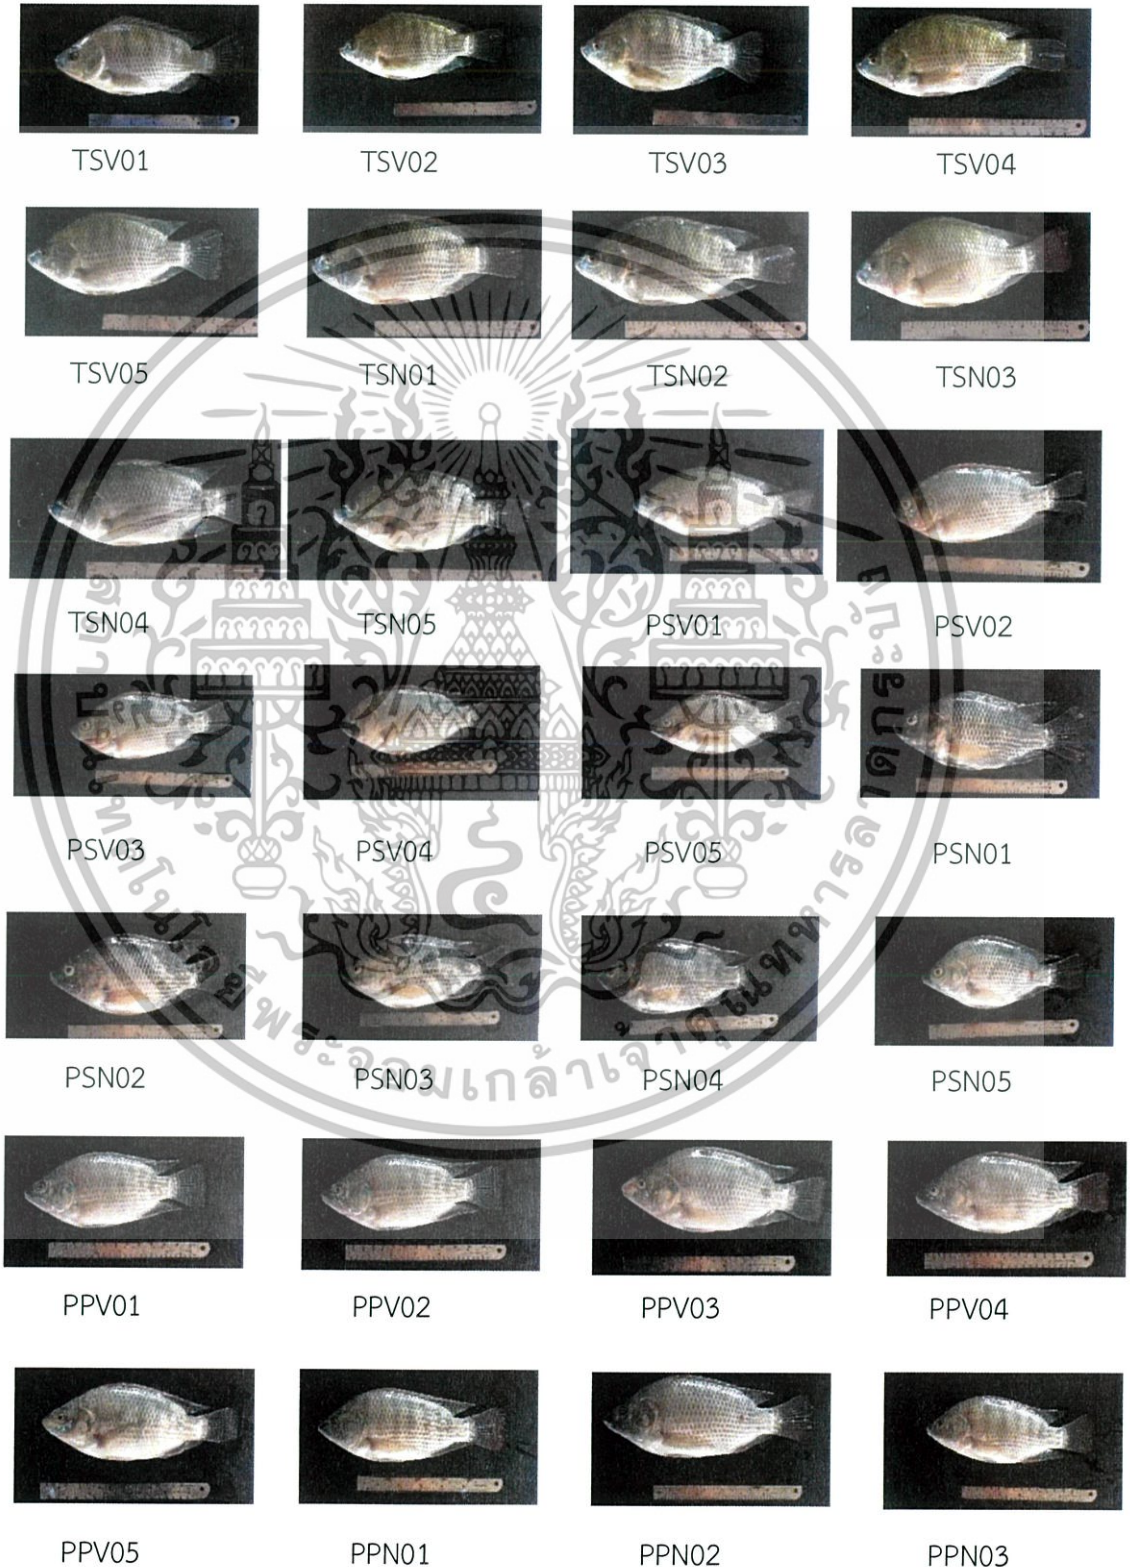 TSV01 TSV02 TSV03 TSV04
TSV05 TSN01 TSN02 TSN03
TSN04 TSN05 PSV01 PSV02
PSV03 PSV04 PSV05 PSN01
PSN02 PSN03 PSN04 PSN05
PPV01 PPV02 PPV03 PPV04
PPV05 PPN01 PPN02 PPN03